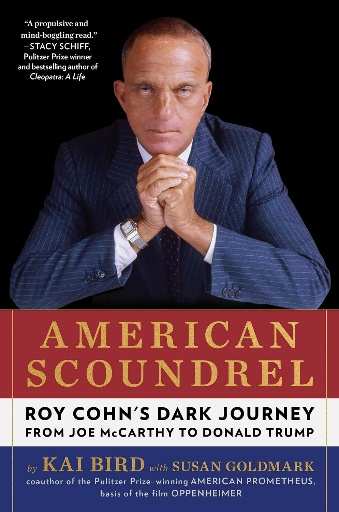 "A propulsive and
mind-boggling read."
—STACY SCHIFF,
Pulitzer Prize winner
and bestselling author of
Cleopatra: A Life
AMERICAN
SCOUNDREL
ROY COHN'S DARK JOURNEY
FROM JOE McCARTHY TO DONALD TRUMP
by KAI BIRD with SUSAN GOLDMARK
coauthor of the Pulitzer Prize–winning AMERICAN PROMETHEUS,
basis of the film OPPENHEIMER